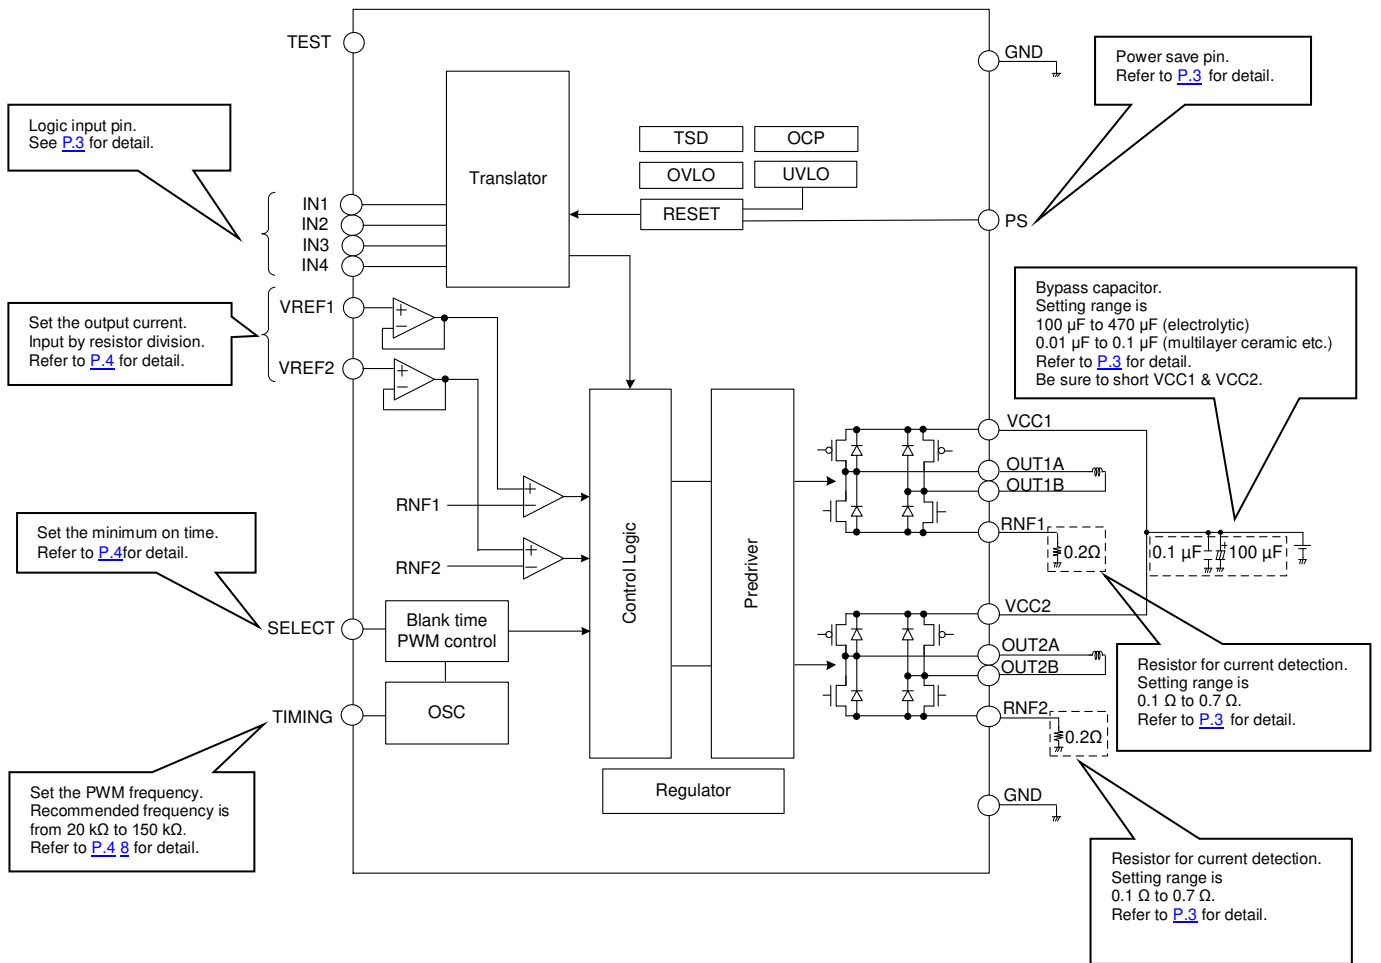 TEST
GND
Power save pin.
Refer to P.3 for detail.
Logic input pin.
See P.3 for detail.
TSD
OCP
OVLO
UVLO
Translator
RESET
PS
IN1
IN2
IN3
IN4
VREF1
VREF2
Set the output current.
Input by resistor division.
Refer to P.4 for detail.
Bypass capacitor.
Setting range is
100 µF to 470 µF (electrolytic)
0.01 µF to 0.1 µF (multilayer ceramic etc.)
Refer to P.3 for detail.
Be sure to short VCC1 & VCC2.
VCC1
OUT1A
OUT1B
RNF1
RNF1
RNF2
+
−
+
−
+
−
+
−
Control Logic
Predriver
0.2Ω
0.1 µF
+
100 µF
Set the minimum on time.
Refer to P.4for detail.
SELECT
Blank time
PWM control
VCC2
OUT2A
OUT2B
RNF2
0.2Ω
Resistor for current detection.
Setting range is
0.1 Ω to 0.7 Ω.
Refer to P.3 for detail.
TIMING
OSC
Regulator
GND
Set the PWM frequency.
Recommended frequency is
from 20 kΩ to 150 kΩ.
Refer to P.4 8 for detail.
Resistor for current detection.
Setting range is
0.1 Ω to 0.7 Ω.
Refer to P.3 for detail.